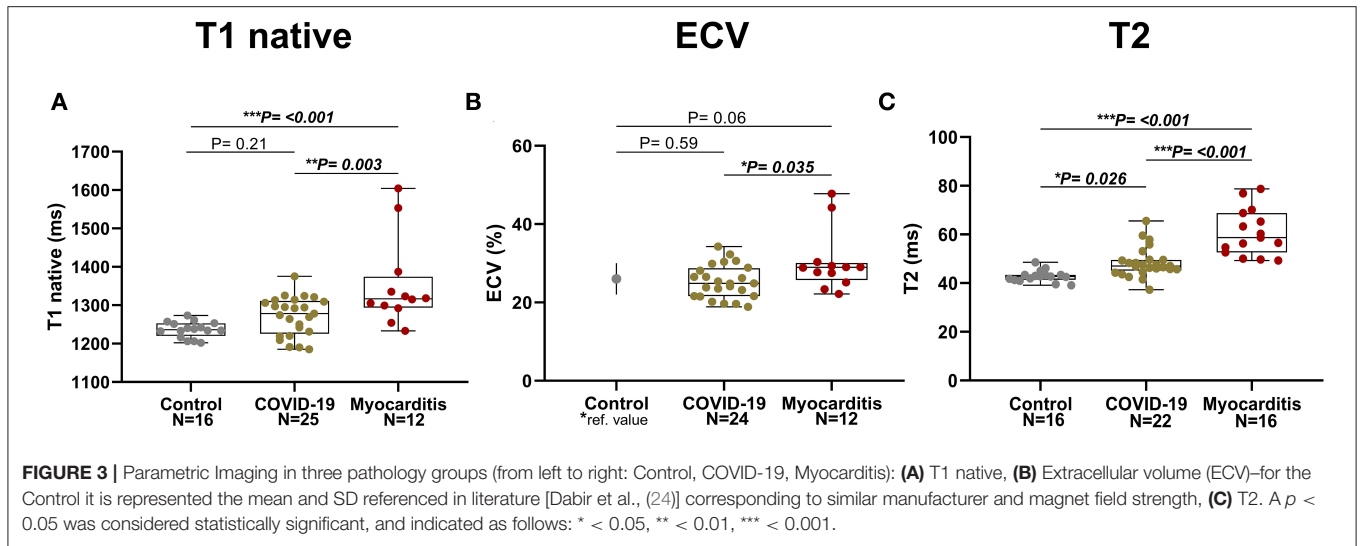 T1 native
ECV
T2
A
***P= <0.001
P= 0.21
**P= 0.003
1700
1600
1500
1400
1300
1200
1100
T1 native (ms)
Control
N=16
COVID-19
N=25
Myocarditis
N=12
B
P= 0.06
P= 0.59
*P= 0.035
60
40
20
0
ECV (%)
Control
*ref. value
COVID-19
N=24
Myocarditis
N=12
C
***P= <0.001
***P= <0.001
*P= 0.026
100
80
60
40
20
0
T2 (ms)
Control
N=16
COVID-19
N=22
Myocarditis
N=16
FIGURE 3 | Parametric Imaging in three pathology groups (from left to right: Control, COVID-19, Myocarditis): (A) T1 native, (B) Extracellular volume (ECV)–for the
Control it is represented the mean and SD referenced in literature [Dabir et al., (24)] corresponding to similar manufacturer and magnet field strength, (C) T2. A p <
0.05 was considered statistically significant, and indicated as follows: * < 0.05, ** < 0.01, *** < 0.001.